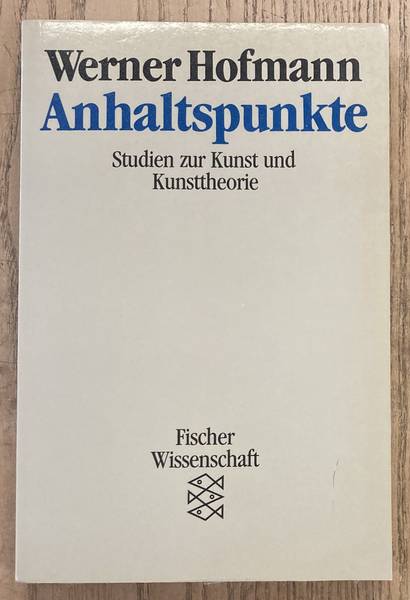 Werner Hofmann
Anhaltspunkte
Studien zur Kunst und
Kunsttheorie
Fischer
Wissenschaft